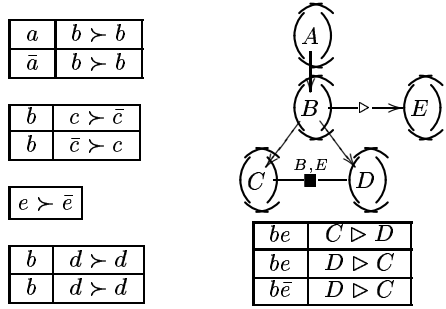 a b ≻ b
ā b ≻ b
b c ≻ c̄
b c̄ ≻ c
e ≻ ē
b d ≻ d
b d ≻ d
A
B ▷ E
B,E
C D
be C ▷ D
be D ▷ C
bē D ▷ C